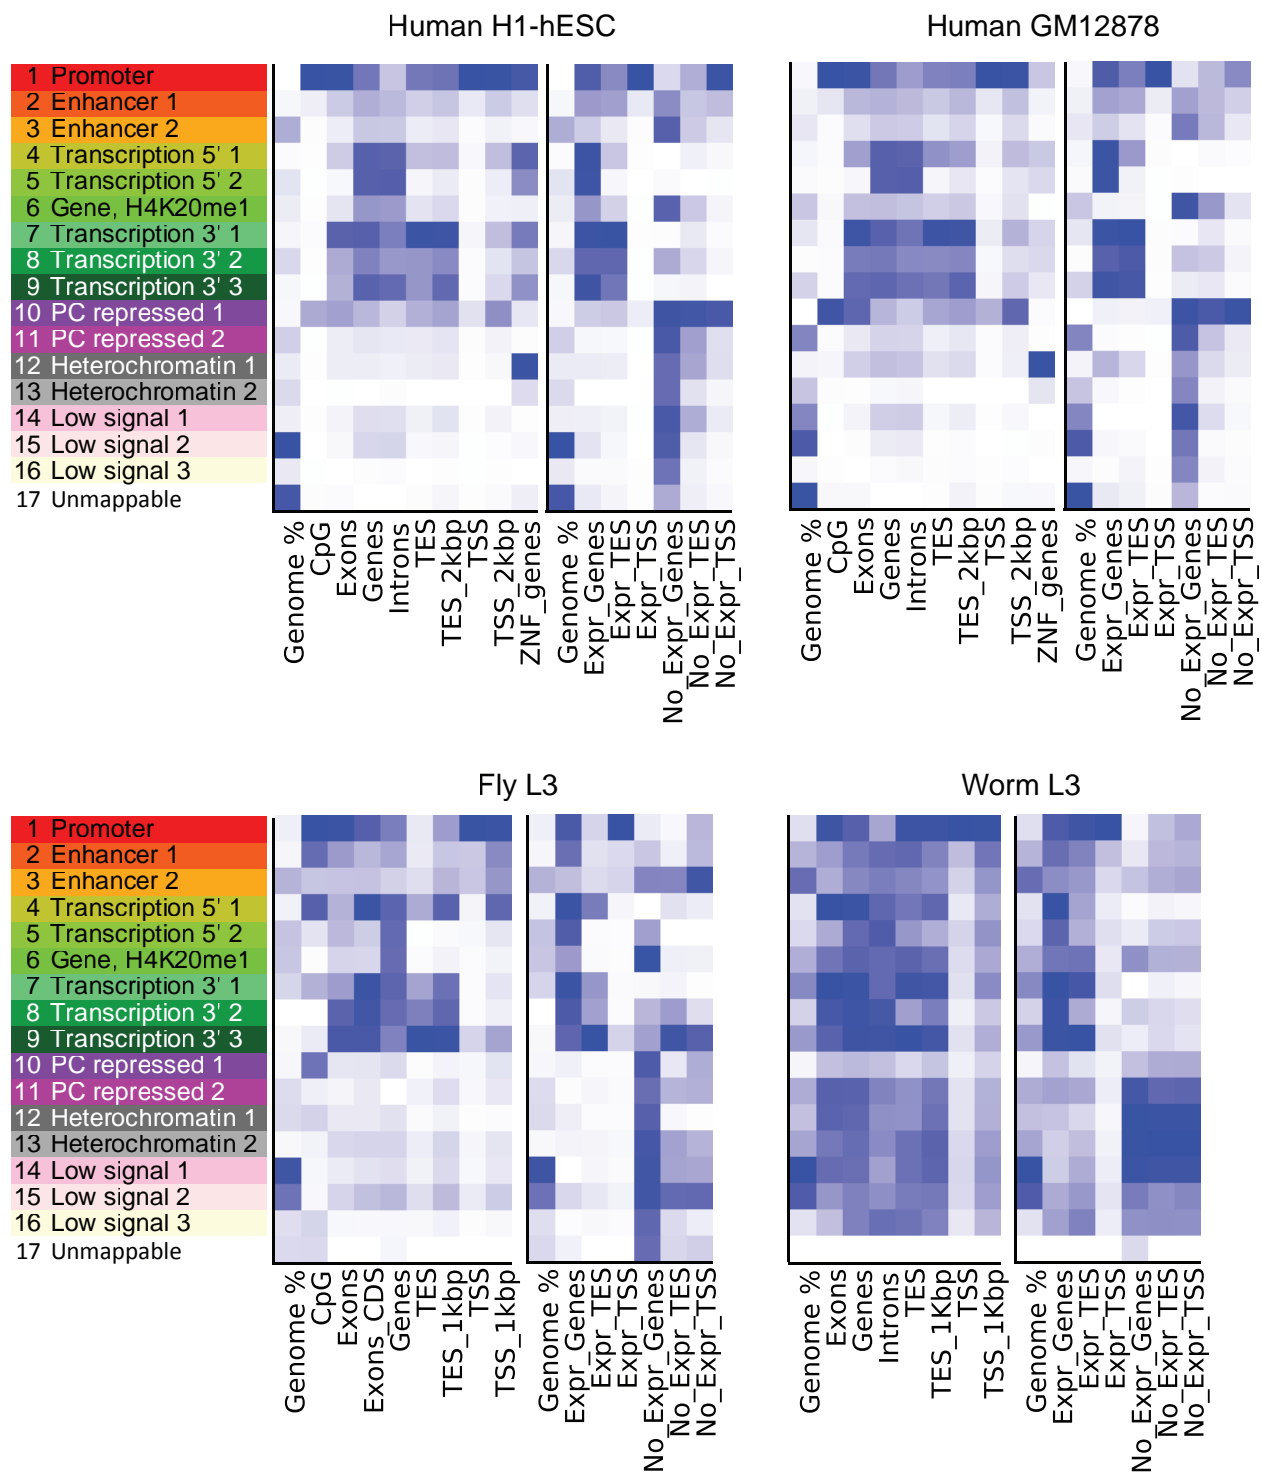 Human H1-hESC
Human GM12878
1 Promoter
2 Enhancer 1
3 Enhancer 2
4 Transcription 5' 1
5 Transcription 5' 2
6 Gene, H4K20me1
7 Transcription 3' 1
8 Transcription 3' 2
9 Transcription 3' 3
10 PC repressed 1
11 PC repressed 2
12 Heterochromatin 1
13 Heterochromatin 2
14 Low signal 1
15 Low signal 2
16 Low signal 3
17 Unmappable
Genome %
CpG
Exons
Genes
Introns
TES
TES_2kbp
TSS
TSS_2kbp
ZNF_genes
Genome %
Expr_Genes
Expr_TES
Expr_TSS
No_Expr_Genes
No_Expr_TES
No_Expr_TSS
Genome %
CpG
Exons
Genes
Introns
TES
TES_2kbp
TSS
TSS_2kbp
ZNF_genes
Genome %
Expr_Genes
Expr_TES
Expr_TSS
No_Expr_Genes
No_Expr_TES
No_Expr_TSS
Fly L3
Worm L3
1 Promoter
2 Enhancer 1
3 Enhancer 2
4 Transcription 5' 1
5 Transcription 5' 2
6 Gene, H4K20me1
7 Transcription 3' 1
8 Transcription 3' 2
9 Transcription 3' 3
10 PC repressed 1
11 PC repressed 2
12 Heterochromatin 1
13 Heterochromatin 2
14 Low signal 1
15 Low signal 2
16 Low signal 3
17 Unmappable
Genome %
CpG
Exons
Exons_CDS
Genes
TES
TES_1kbp
TSS
TSS_1kbp
Genome %
Expr_Genes
Expr_TES
Expr_TSS
No_Expr_Genes
No_Expr_TES
No_Expr_TSS
Genome %
Exons
Genes
Introns
TES
TES_1Kbp
TSS
TSS_1Kbp
Genome %
Expr_Genes
Expr_TES
Expr_TSS
No_Expr_Genes
No_Expr_TES
No_Expr_TSS